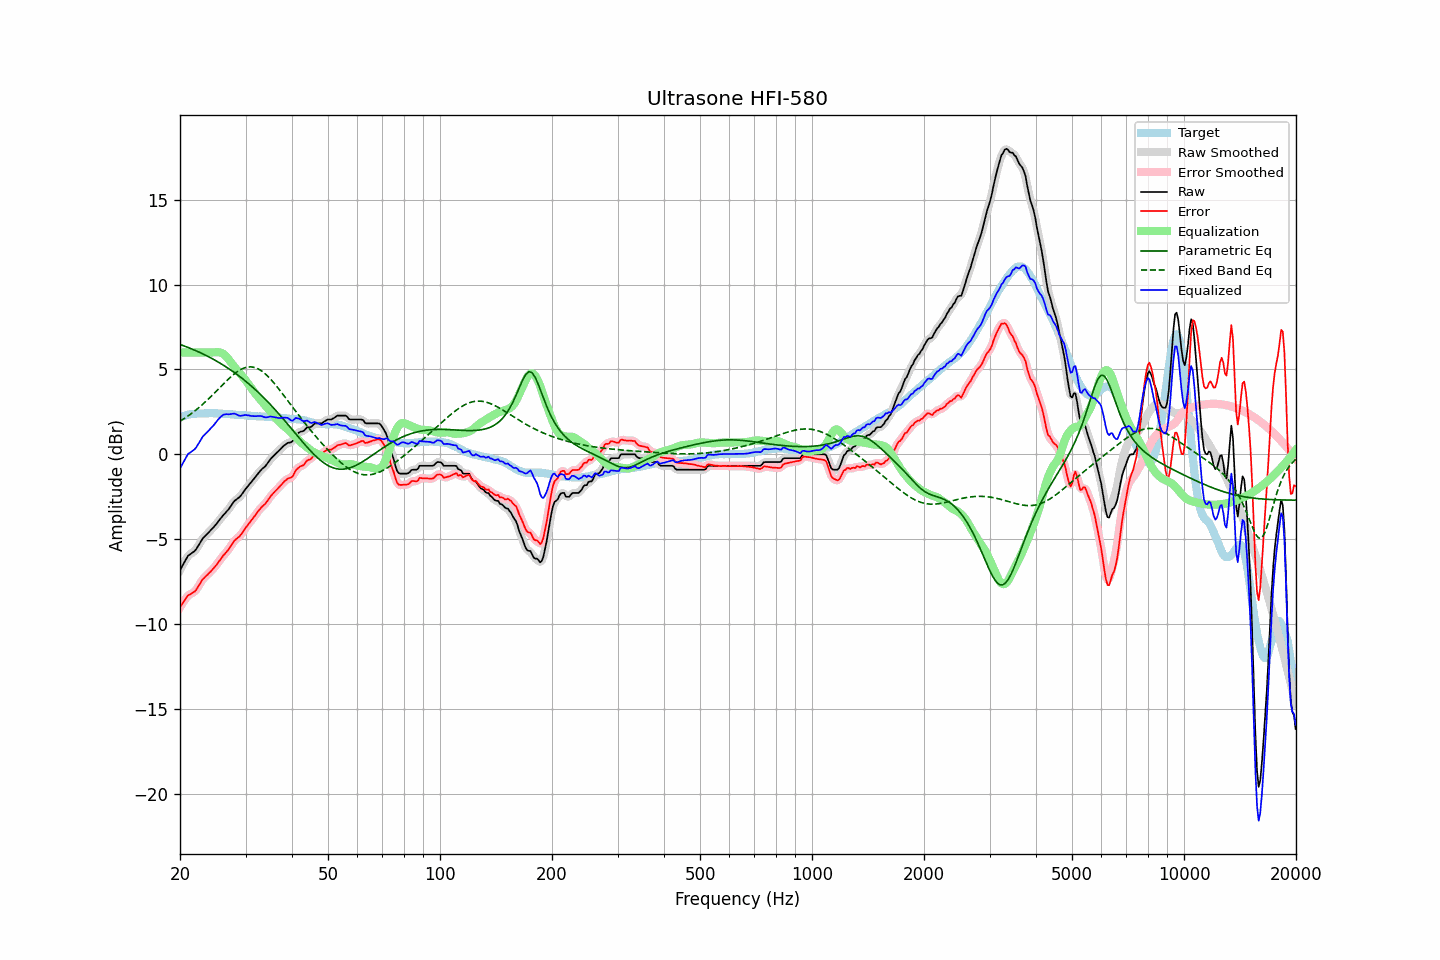 Ultrasone HFI-580
Target
Raw Smoothed
Error Smoothed
Raw
Error
Equalization
Parametric Eq
Fixed Band Eq
Equalized
Amplitude (dBr)
15
10
5
0
−5
−10
−15
−20
20
50
100
200
500
1000
2000
5000
10000
20000
Frequency (Hz)